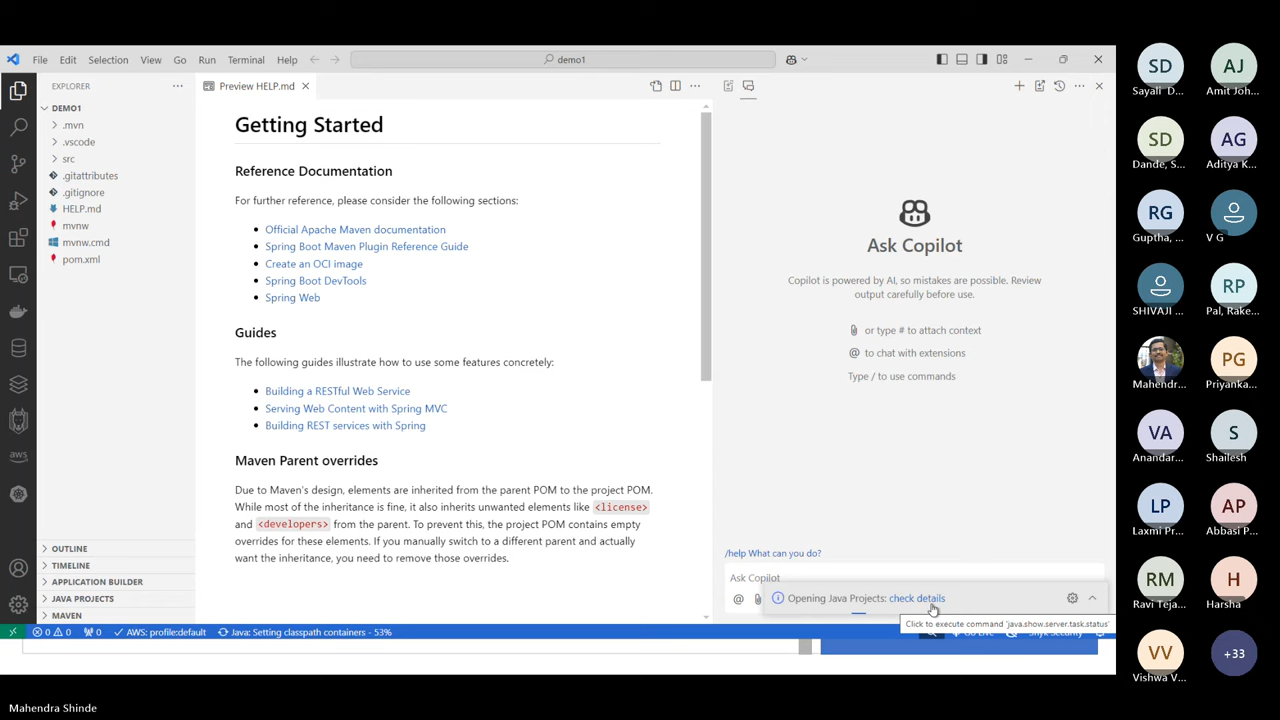 File Edit Selection View Go Run Terminal Help
demo1
EXPLORER
DEMO1
.mvn
.vscode
src
.gitattributes
.gitignore
HELP.md
mvnw
mvnw.cmd
pom.xml
OUTLINE
TIMELINE
APPLICATION BUILDER
JAVA PROJECTS
MAVEN
aws
Preview HELP.md
Getting Started
Reference Documentation
For further reference, please consider the following sections:
Official Apache Maven documentation
Spring Boot Maven Plugin Reference Guide
Create an OCI image
Spring Boot DevTools
Spring Web
Guides
The following guides illustrate how to use some features concretely:
Building a RESTful Web Service
Serving Web Content with Spring MVC
Building REST services with Spring
Maven Parent overrides
Due to Maven's design, elements are inherited from the parent POM to the project POM.
While most of the inheritance is fine, it also inherits unwanted elements like <license>
and <developers> from the parent. To prevent this, the project POM contains empty
overrides for these elements. If you manually switch to a different parent and actually
want the inheritance, you need to remove those overrides.
Ask Copilot
Copilot is powered by AI, so mistakes are possible. Review
output carefully before use.
or type # to attach context
@ to chat with extensions
Type / to use commands
/help What can you do?
Ask Copilot
@
Opening Java Projects: check details
Click to execute command 'java.show.server.task.status'
0 0 0 AWS: profile:default Java: Setting classpath containers - 53%
Go Live Snyk Security
SD AJ
Sayali D... Amit Joh...
SD AG
Dande, S... Aditya K...
RG
Guptha, ... V G
RP
SHIVAJI ... Pal, Rake...
PG
Mahendr... Priyanka...
VA S
Anandar... Shailesh
LP AP
Laxmi Pr... Abbasi P...
RM H
Ravi Teja... Harsha
VV +33
Vishwa V...
Mahendra Shinde